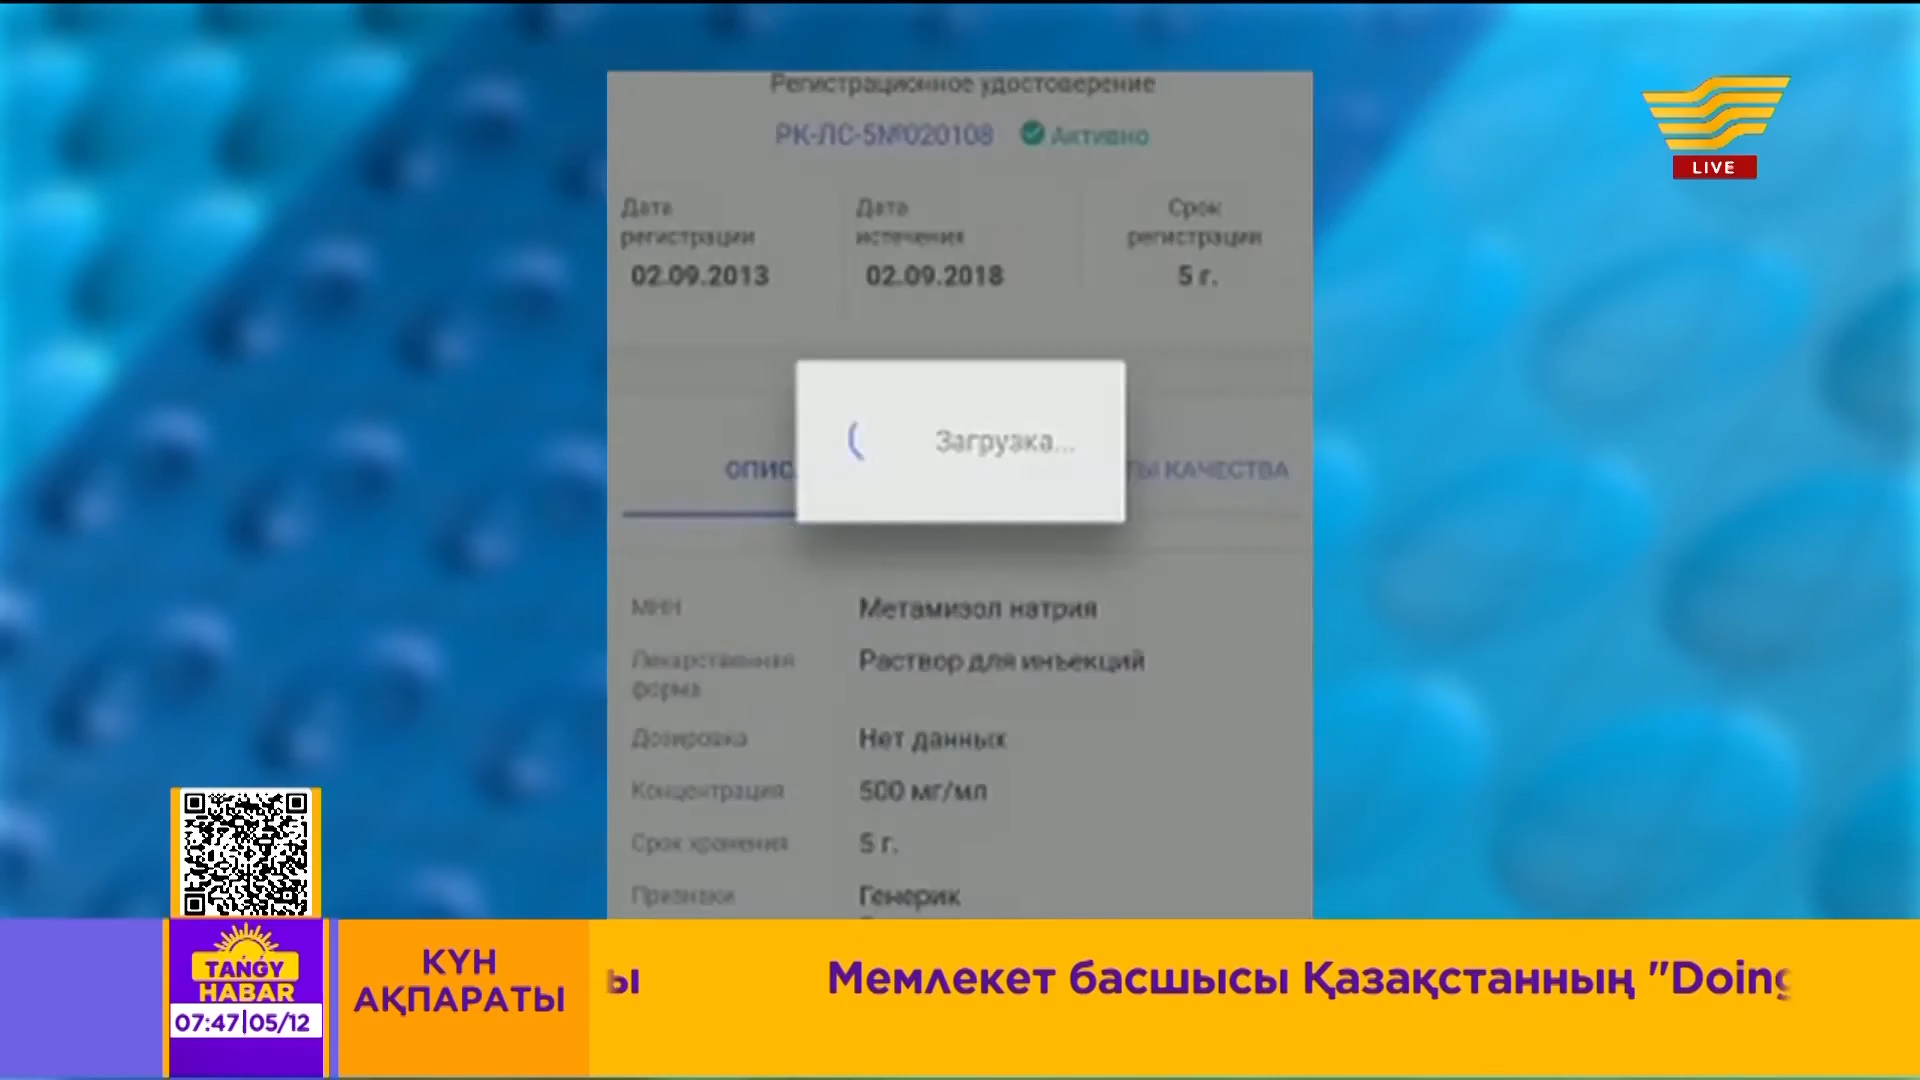 Регистрационное удостоверение
РК-ЛС-5№020108 Активно
Дата регистрации
02.09.2013
Дата истечения
02.09.2018
Срок регистрации
5 г.
Загрузка...
ОПИС
ТЫ КАЧЕСТВА
МНН Метамизол натрия
Лекарственная форма Раствор для инъекций
Дозировка Нет данных
Концентрация 500 мг/мл
Срок хранения 5 г.
Признаки Генерик
LIVE
TAŃGY
HABAR
07:47|05/12
КҮН
АҚПАРАТЫ
ы Мемлекет басшысы Қазақстанның "Doing